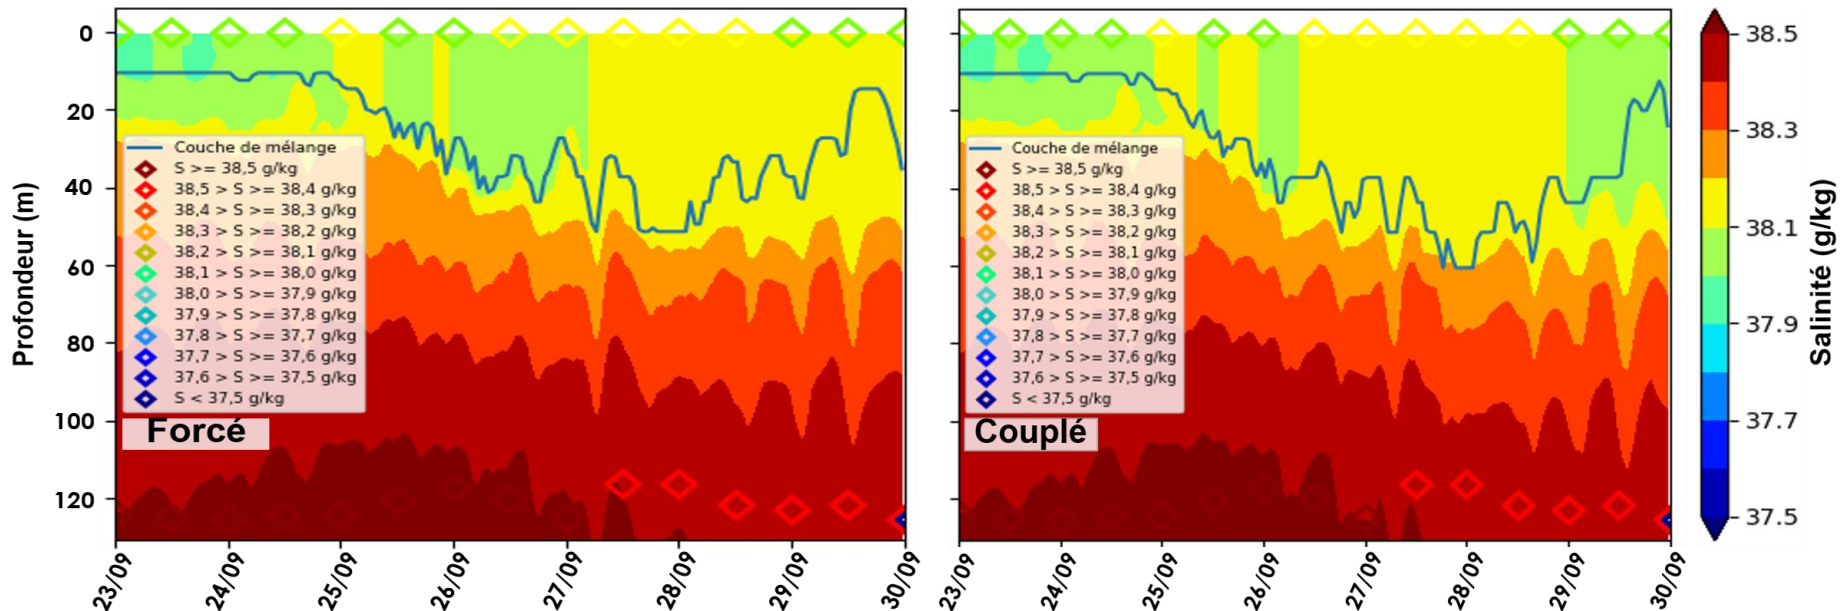 Profondeur (m)
0
20
40
60
80
100
120
Couche de mélange
S >= 38,5 g/kg
38,5 > S >= 38,4 g/kg
38,4 > S >= 38,3 g/kg
38,3 > S >= 38,2 g/kg
38,2 > S >= 38,1 g/kg
38,1 > S >= 38,0 g/kg
38,0 > S >= 37,9 g/kg
37,9 > S >= 37,8 g/kg
37,8 > S >= 37,7 g/kg
37,7 > S >= 37,6 g/kg
37,6 > S >= 37,5 g/kg
S < 37,5 g/kg
Forcé
23/09
24/09
25/09
26/09
27/09
28/09
29/09
30/09
Couche de mélange
S >= 38,5 g/kg
38,5 > S >= 38,4 g/kg
38,4 > S >= 38,3 g/kg
38,3 > S >= 38,2 g/kg
38,2 > S >= 38,1 g/kg
38,1 > S >= 38,0 g/kg
38,0 > S >= 37,9 g/kg
37,9 > S >= 37,8 g/kg
37,8 > S >= 37,7 g/kg
37,7 > S >= 37,6 g/kg
37,6 > S >= 37,5 g/kg
S < 37,5 g/kg
Couplé
23/09
24/09
25/09
26/09
27/09
28/09
29/09
30/09
38.5
38.3
38.1
37.9
37.7
37.5
Salinité (g/kg)